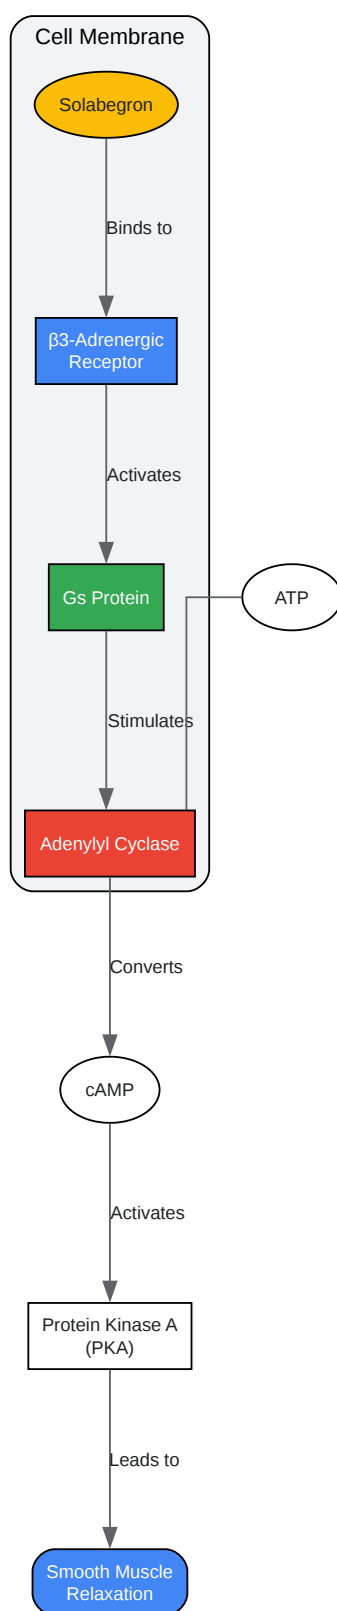 Cell Membrane
Solabegron
Binds to
β3-Adrenergic
Receptor
Activates
Gs Protein
ATP
Stimulates
Adenylyl Cyclase
Converts
cAMP
Activates
Protein Kinase A
(PKA)
Leads to
Smooth Muscle
Relaxation